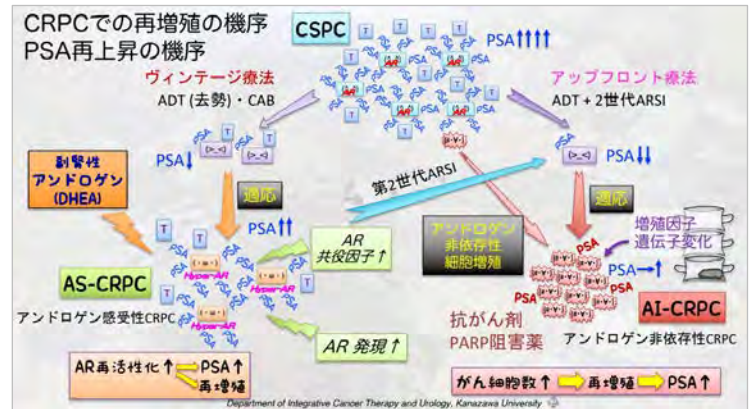 CRPCでの再増殖の機序
PSA再上昇の機序
CSPC
PSA↑↑↑↑
ヴィンテージ療法
ADT (去勢)・CAB
アップフロント療法
ADT + 2世代ARSI
PSA↓
PSA↓↓
副腎性
アンドロゲン
(DHEA)
適応
第2世代ARSI
適応
PSA↑↑
AR
共役因子↑
アンドロゲン
非依存性
細胞増殖
増殖因子
遺伝子変化
PSA→↑
Hyper-AR
Hyper-AR
Hyper-AR
AS-CRPC
アンドロゲン感受性CRPC
AR 発現↑
抗がん剤
PARP阻害薬
AI-CRPC
アンドロゲン非依存性CRPC
AR再活性化↑
PSA↑
再増殖
がん細胞数↑
再増殖
PSA↑
Department of Integrative Cancer Therapy and Urology, Kanazawa University